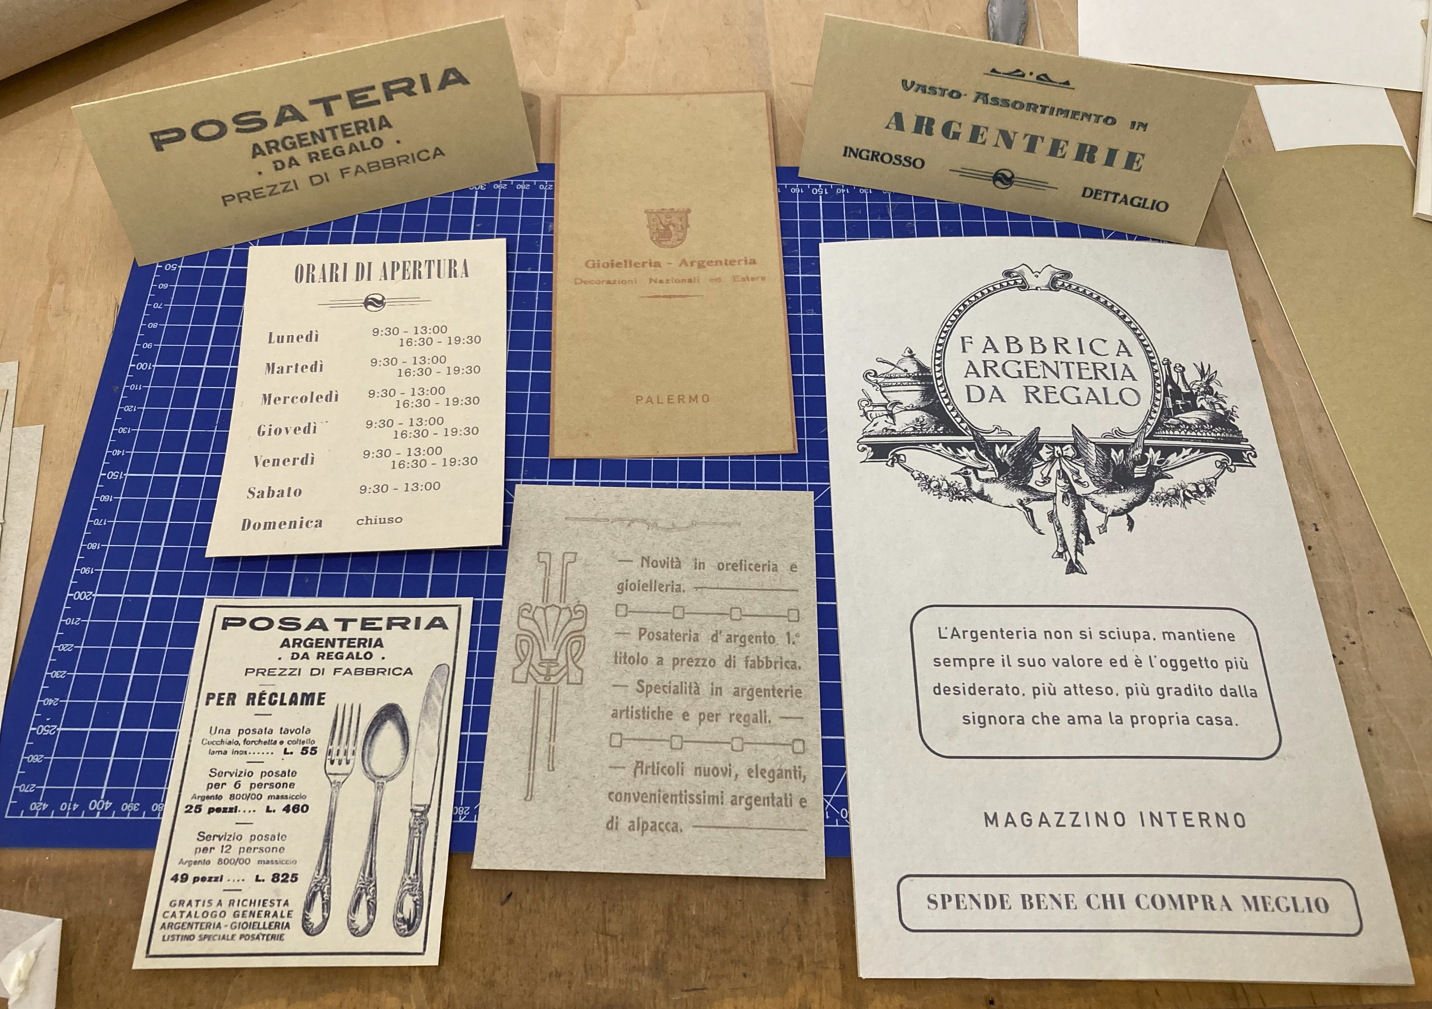 POSATERIA
ARGENTERIA
· DA REGALO ·
PREZZI DI FABBRICA
Gioielleria - Argenteria
Decorazioni Nazionali ed Estere
PALERMO
VASTO ASSORTIMENTO IN
ARGENTERIE
INGROSSO
DETTAGLIO
ORARI DI APERTURA
Lunedì 9:30 - 13:00
16:30 - 19:30
Martedì 9:30 - 13:00
16:30 - 19:30
Mercoledì 9:30 - 13:00
16:30 - 19:30
Giovedì 9:30 - 13:00
16:30 - 19:30
Venerdì 9:30 - 13:00
16:30 - 19:30
Sabato 9:30 - 13:00
Domenica chiuso
FABBRICA
ARGENTERIA
DA REGALO
L'Argenteria non si sciupa, mantiene
sempre il suo valore ed è l'oggetto più
desiderato, più atteso, più gradito dalla
signora che ama la propria casa.
MAGAZZINO INTERNO
SPENDE BENE CHI COMPRA MEGLIO
— Novità in oreficeria e
gioielleria. —
— Posateria d'argento 1.°
titolo a prezzo di fabbrica.
— Specialità in argenterie
artistiche e per regali. —
— Articoli nuovi, eleganti,
convenientissimi argentati e
di alpacca. —
POSATERIA
ARGENTERIA
· DA REGALO ·
PREZZI DI FABBRICA
PER RÉCLAME
Una posata tavola
Cucchiaio, forchetta e coltello
lama inox...... L. 55
Servizio posate
per 6 persone
Argento 800/00 massiccio
25 pezzi.... L. 460
Servizio posate
per 12 persone
Argento 800/00 massiccio
49 pezzi .... L. 825
GRATIS A RICHIESTA
CATALOGO GENERALE
ARGENTERIA - GIOIELLERIA
LISTINO SPECIALE POSATERIE